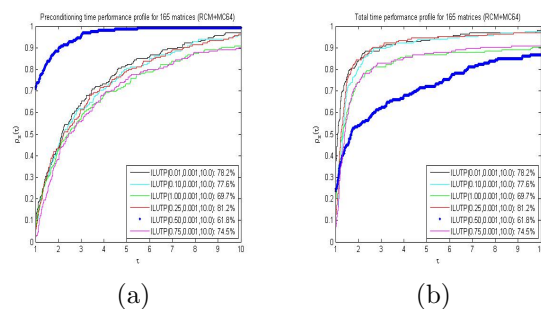 Preconditioning time performance profile for 165 matrices (RCM+MC64)
1
0.9
0.8
0.7
0.6
0.5
0.4
0.3
0.2
0.1
0
pₛ(τ)
ILUTP(0.01,0.001,10.0): 78.2%
ILUTP(0.10,0.001,10.0): 77.6%
ILUTP(1.00,0.001,10.0): 69.7%
ILUTP(0.25,0.001,10.0): 81.2%
ILUTP(0.50,0.001,10.0): 61.8%
ILUTP(0.75,0.001,10.0): 74.5%
1 2 3 4 5 6 7 8 9 10
τ
(a)
Total time performance profile for 165 matrices (RCM+MC64)
1
0.9
0.8
0.7
0.6
0.5
0.4
0.3
0.2
0.1
0
pₛ(τ)
ILUTP(0.01,0.001,10.0): 78.2%
ILUTP(0.10,0.001,10.0): 77.6%
ILUTP(1.00,0.001,10.0): 69.7%
ILUTP(0.25,0.001,10.0): 81.2%
ILUTP(0.50,0.001,10.0): 61.8%
ILUTP(0.75,0.001,10.0): 74.5%
1 2 3 4 5 6 7 8 9 10
τ
(b)